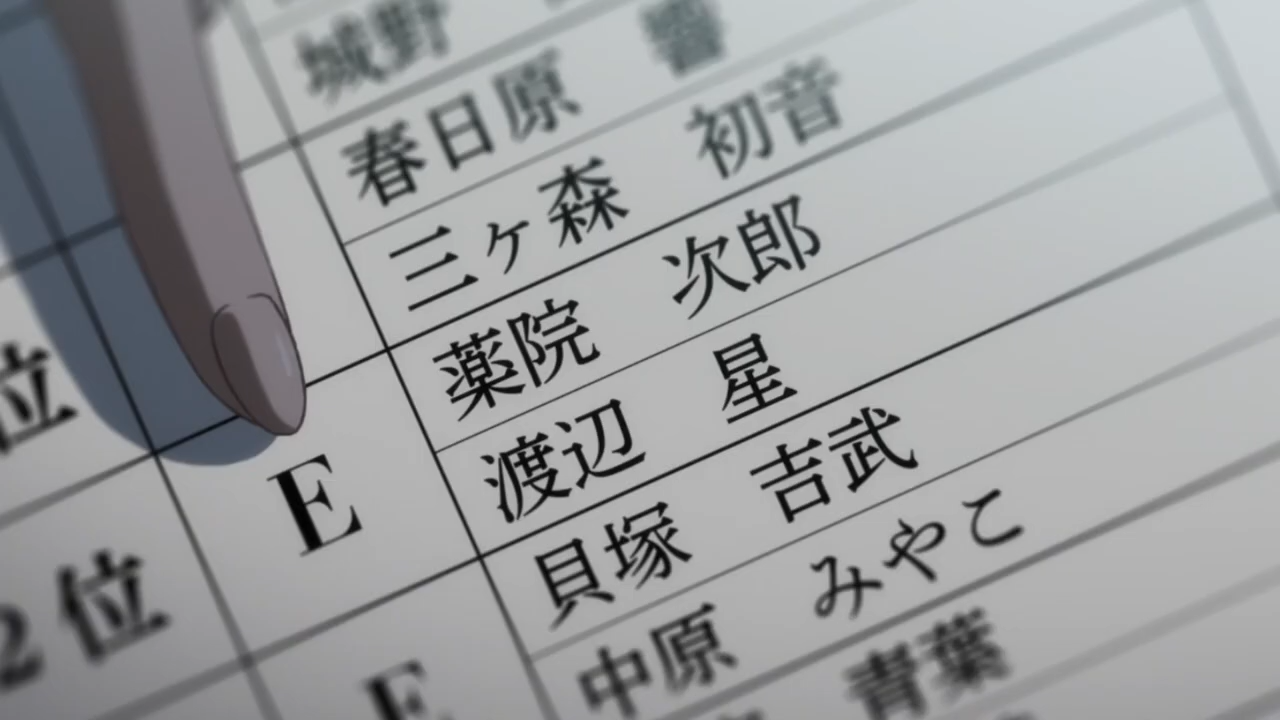 城野
春日原 響
三ヶ森 初音
薬院 次郎
渡辺 星
位
E
貝塚 吉武
中原 みやこ
2位
E
青葉